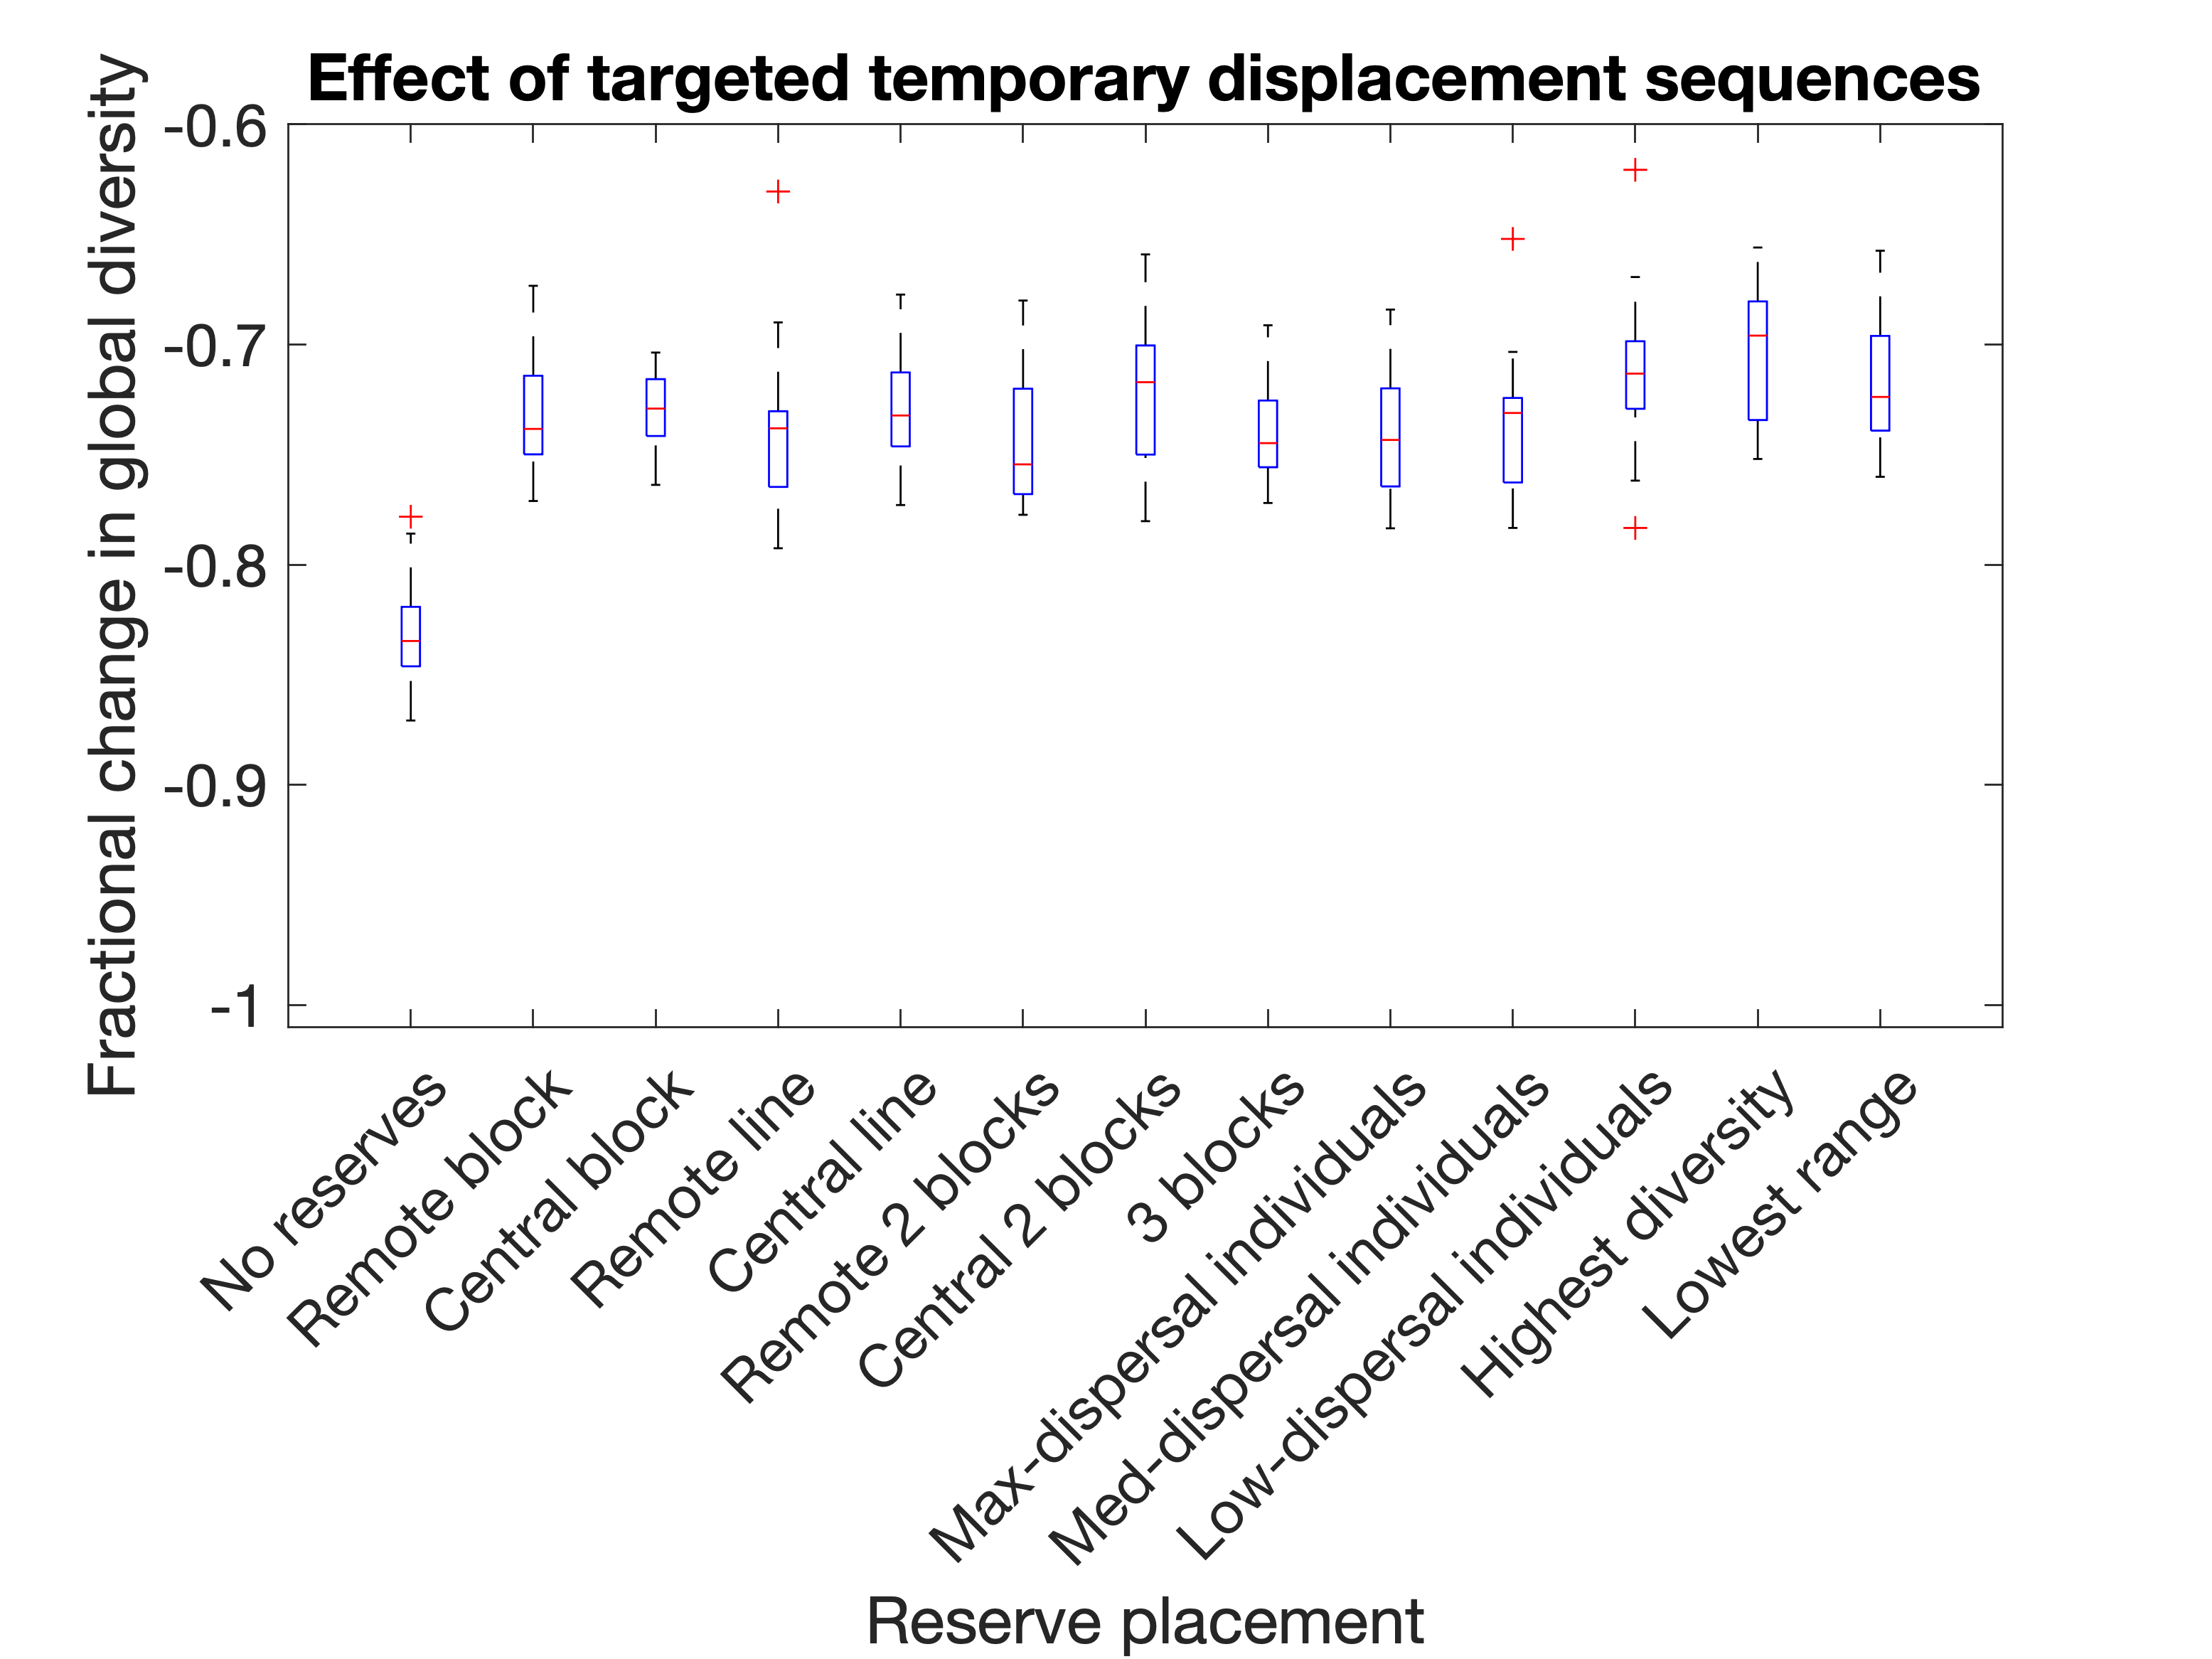 Effect of targeted temporary displacement sequences
Fractional change in global diversity
-0.6
-0.7
-0.8
-0.9
-1
No reserves
Remote block
Central block
Remote line
Central line
Remote 2 blocks
Central 2 blocks
3 blocks
Max-dispersal individuals
Med-dispersal individuals
Low-dispersal individuals
Highest diversity
Lowest range
Reserve placement